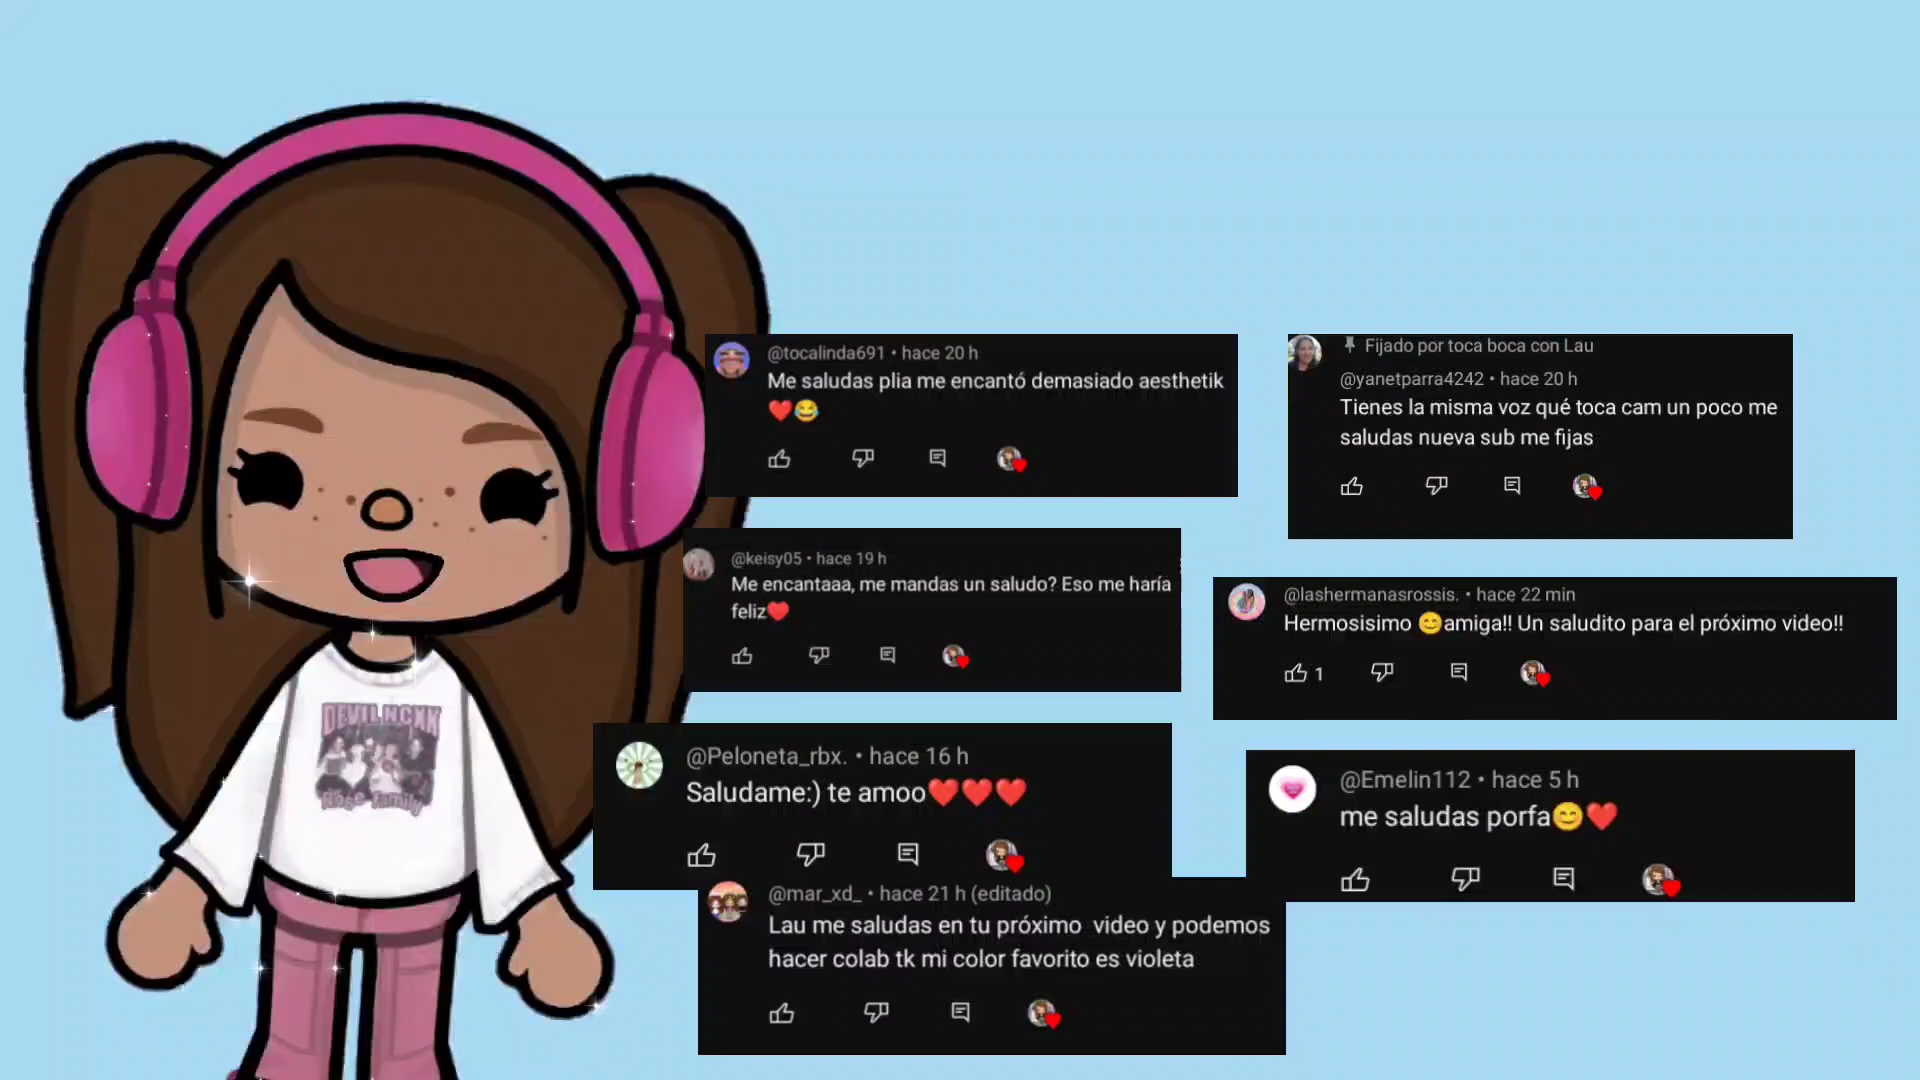 @tocalinda691 • hace 20 h
Me saludas plia me encantó demasiado aesthetik
❤️😂
Fijado por toca boca con Lau
@yanetparra4242 • hace 20 h
Tienes la misma voz qué toca cam un poco me
saludas nueva sub me fijas
@keisy05 • hace 19 h
Me encantaaa, me mandas un saludo? Eso me haría
feliz❤️
@lashermanasrossis. • hace 22 min
Hermosisimo 😊amiga!! Un saludito para el próximo video!!
1
@Peloneta_rbx. • hace 16 h
Saludame:) te amoo❤️❤️❤️
@Emelin112 • hace 5 h
me saludas porfa😊❤️
@mar_xd_ • hace 21 h (editado)
Lau me saludas en tu próximo video y podemos
hacer colab tk mi color favorito es violeta
Rose family